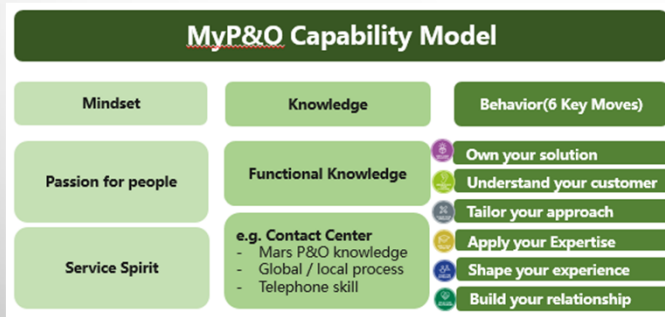 MyP&O Capability Model
Mindset
Knowledge
Behavior(6 Key Moves)
Passion for people
Service Spirit
Functional Knowledge
e.g. Contact Center
- Mars P&O knowledge
- Global / local process
- Telephone skill
Own your solution
Understand your customer
Tailor your approach
Apply your Expertise
Shape your experience
Build your relationship